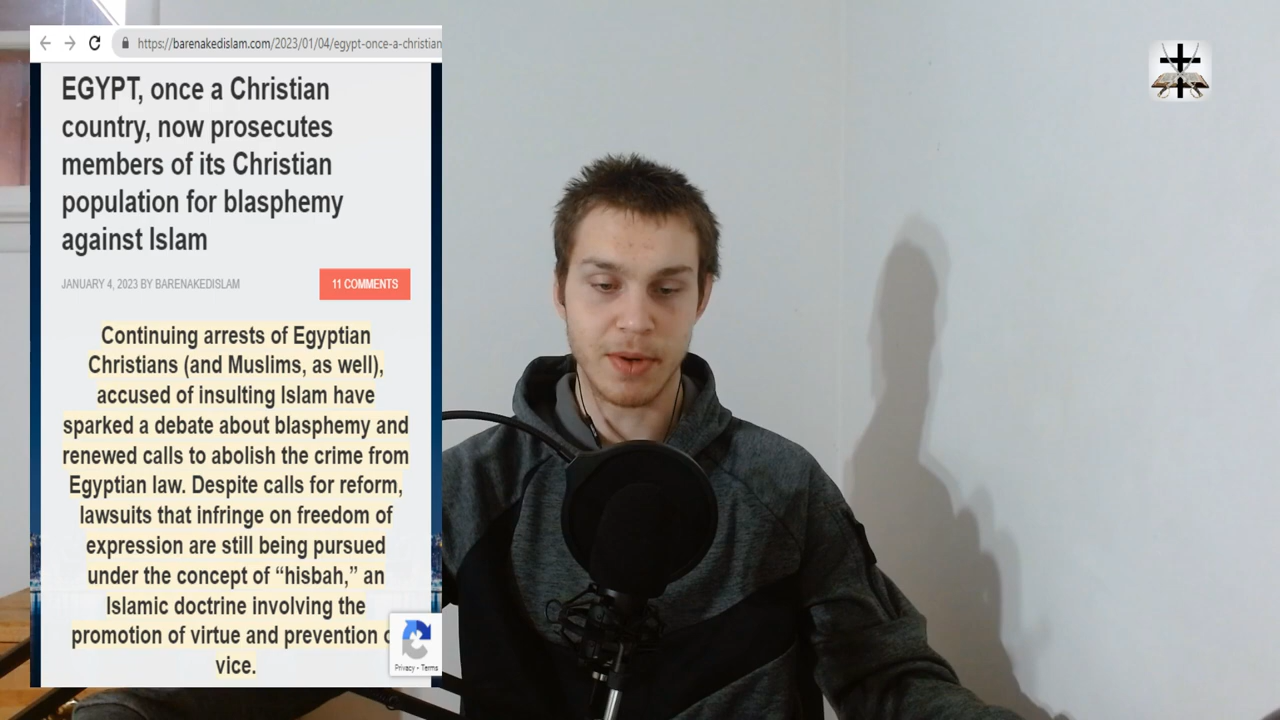 https://barenakedislam.com/2023/01/04/egypt-once-a-christian
EGYPT, once a Christian
country, now prosecutes
members of its Christian
population for blasphemy
against Islam
JANUARY 4, 2023 BY BARENAKEDISLAM
11 COMMENTS
Continuing arrests of Egyptian
Christians (and Muslims, as well),
accused of insulting Islam have
sparked a debate about blasphemy and
renewed calls to abolish the crime from
Egyptian law. Despite calls for reform,
lawsuits that infringe on freedom of
expression are still being pursued
under the concept of “hisbah,” an
Islamic doctrine involving the
promotion of virtue and prevention
vice.
Privacy - Terms